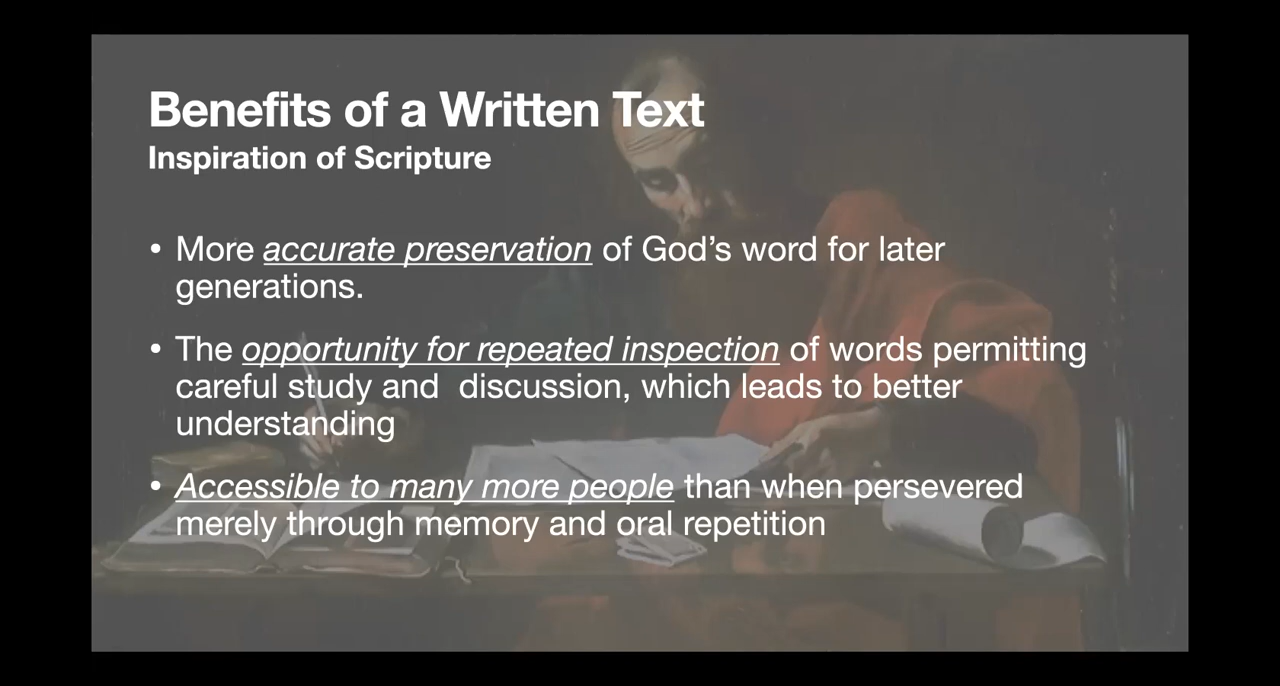 Benefits of a Written Text
Inspiration of Scripture
• More accurate preservation of God’s word for later
generations.
• The opportunity for repeated inspection of words permitting
careful study and  discussion, which leads to better
understanding
• Accessible to many more people than when persevered
merely through memory and oral repetition